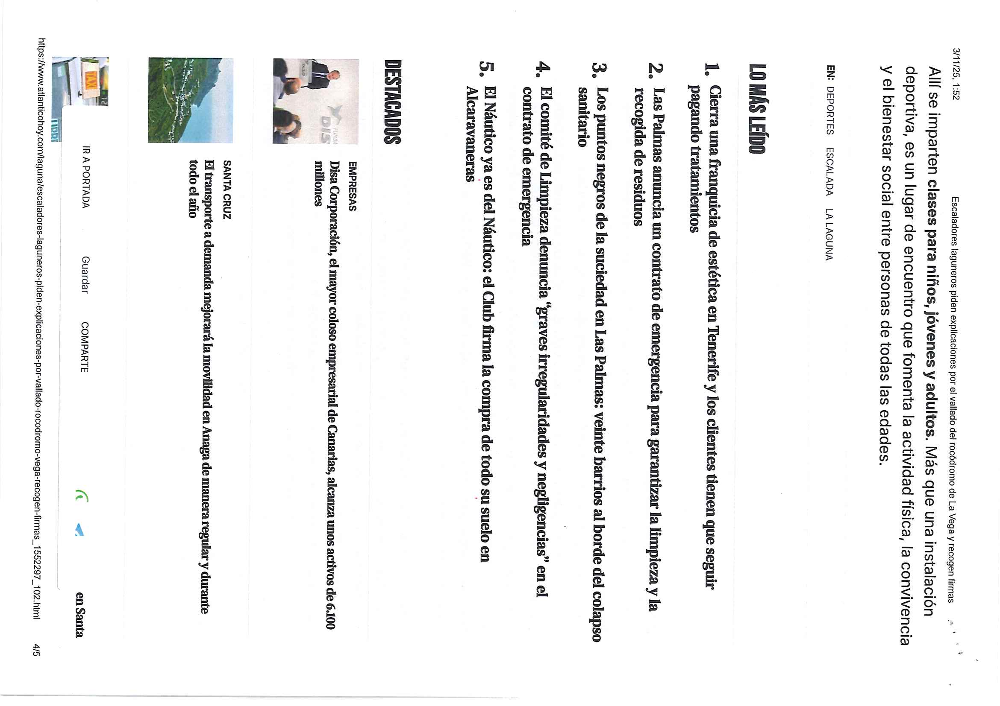 3/11/25, 1:52
Escaladores laguneros piden explicaciones por el vallado del rocódromo de La Vega y recogen firmas
Allí se imparten clases para niños, jóvenes y adultos. Más que una instalación
deportiva, es un lugar de encuentro que fomenta la actividad física, la convivencia
y el bienestar social entre personas de todas las edades.
EN: DEPORTES ESCALADA LA LAGUNA
LO MÁS LEÍDO
1. Cierra una franquicia de estética en Tenerife y los clientes tienen que seguir
pagando tratamientos
2. Las Palmas anuncia un contrato de emergencia para garantizar la limpieza y la
recogida de residuos
3. Los puntos negros de la suciedad en Las Palmas: veinte barrios al borde del colapso
sanitario
4. El comité de Limpieza denuncia “graves irregularidades y negligencias” en el
contrato de emergencia
5. El Náutico ya es del Náutico: el Club firma la compra de todo su suelo en
Alcaravaneras
DESTACADOS
FUNDA
DIS
DISA
EMPRESAS
Disa Corporación, el mayor coloso empresarial de Canarias, alcanza unos activos de 6.100
millones
SANTA CRUZ
El transporte a demanda mejorará la movilidad en Anaga de manera regular y durante
todo el año
TAXI
12
IR A PORTADA Guardar COMPARTE
en Santa
https://www.atlanticohoy.com/laguna/escaladores-laguneros-piden-explicaciones-por-vallado-rocodromo-vega-recogen-firmas_1552297_102.html
4/5